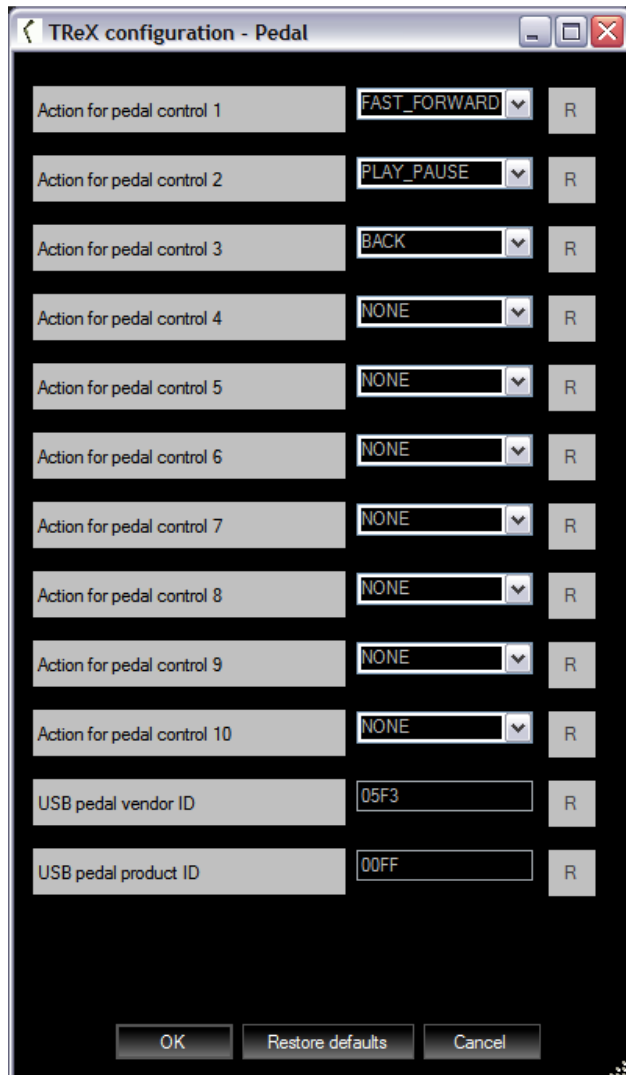 TReX configuration - Pedal
Action for pedal control 1 FAST_FORWARD R
Action for pedal control 2 PLAY_PAUSE R
Action for pedal control 3 BACK R
Action for pedal control 4 NONE R
Action for pedal control 5 NONE R
Action for pedal control 6 NONE R
Action for pedal control 7 NONE R
Action for pedal control 8 NONE R
Action for pedal control 9 NONE R
Action for pedal control 10 NONE R
USB pedal vendor ID 05F3 R
USB pedal product ID 00FF R
OK Restore defaults Cancel